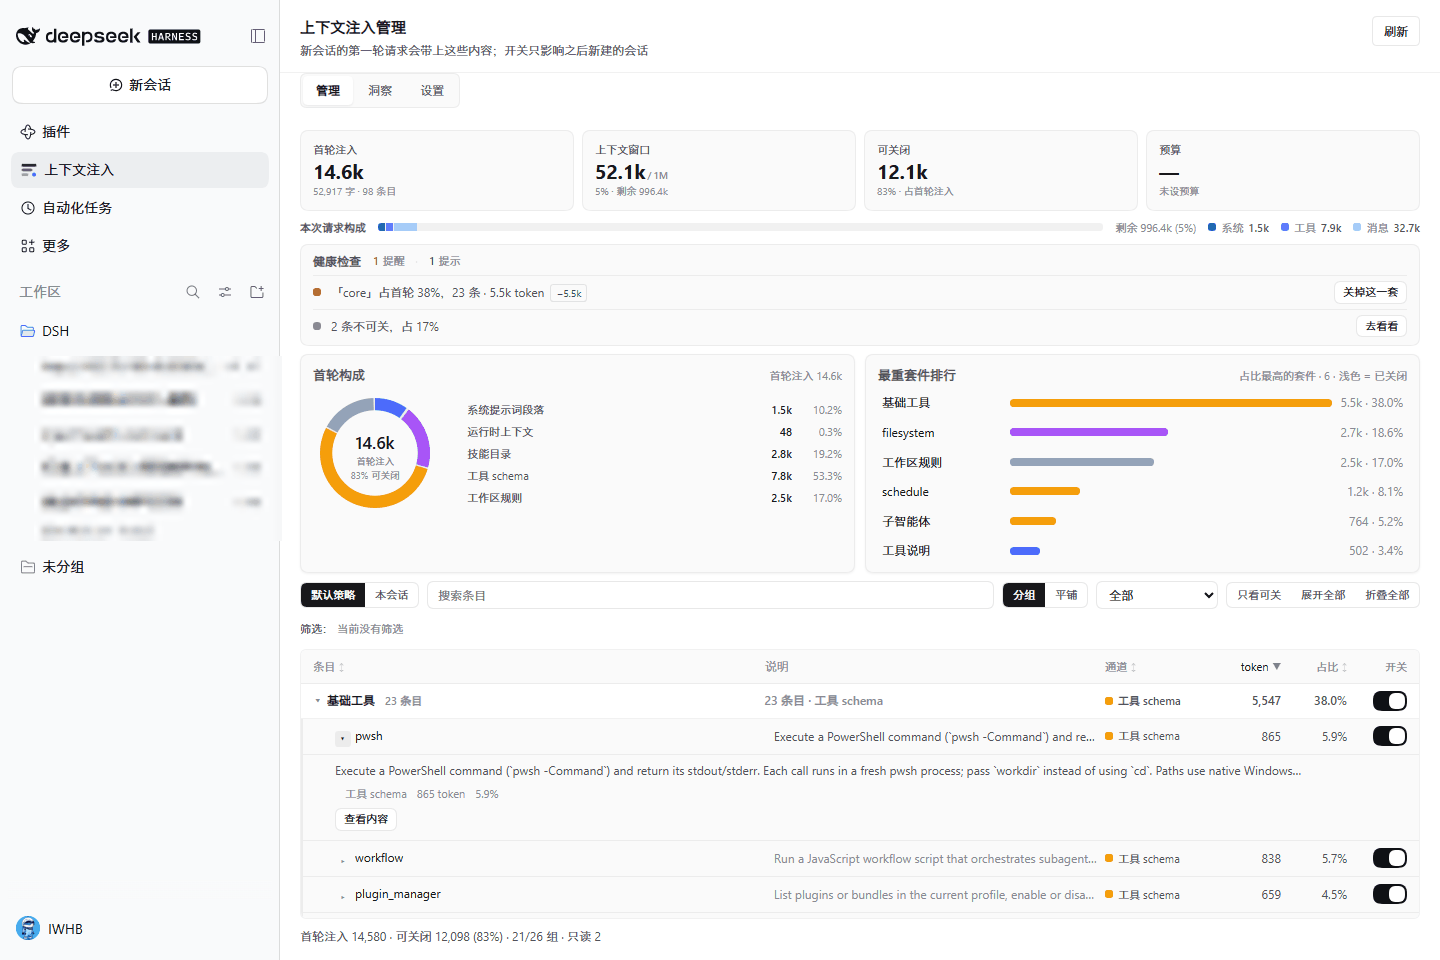 deepseek HARNESS
新会话
插件
上下文注入
自动化任务
更多
工作区
DSH
未分组
IWHB
上下文注入管理
新会话的第一轮请求会带上这些内容；开关只影响之后新建的会话
刷新
管理 洞察 设置
首轮注入
14.6k
52,917 字 · 98 条目
上下文窗口
52.1k / 1M
5% · 剩余 996.4k
可关闭
12.1k
83% · 占首轮注入
预算
—
未设预算
本次请求构成 剩余 996.4k (5%) 系统 1.5k 工具 7.9k 消息 32.7k
健康检查 1 提醒 · 1 提示
「core」占首轮 38%，23 条 · 5.5k token −5.5k 关掉这一套
2 条不可关，占 17% 去看看
首轮构成 首轮注入 14.6k
14.6k
首轮注入
83% 可关闭
系统提示词段落 1.5k 10.2%
运行时上下文 48 0.3%
技能目录 2.8k 19.2%
工具 schema 7.8k 53.3%
工作区规则 2.5k 17.0%
最重套件排行 占比最高的套件 · 6 · 浅色 = 已关闭
基础工具 5.5k · 38.0%
filesystem 2.7k · 18.6%
工作区规则 2.5k · 17.0%
schedule 1.2k · 8.1%
子智能体 764 · 5.2%
工具说明 502 · 3.4%
默认策略 本会话 搜索条目 分组 平铺 全部 只看可关 展开全部 折叠全部
筛选： 当前没有筛选
条目 说明 通道 token 占比 开关
基础工具 23 条目 23 条目 · 工具 schema 工具 schema 5,547 38.0%
pwsh Execute a PowerShell command (`pwsh -Command`) and re... 工具 schema 865 5.9%
Execute a PowerShell command (`pwsh -Command`) and return its stdout/stderr. Each call runs in a fresh pwsh process; pass `workdir` instead of using `cd`. Paths use native Windows...
工具 schema 865 token 5.9%
查看内容
workflow Run a JavaScript workflow script that orchestrates subagent... 工具 schema 838 5.7%
plugin_manager List plugins or bundles in the current profile, enable or disa... 工具 schema 659 4.5%
首轮注入 14,580 · 可关闭 12,098 (83%) · 21/26 组 · 只读 2